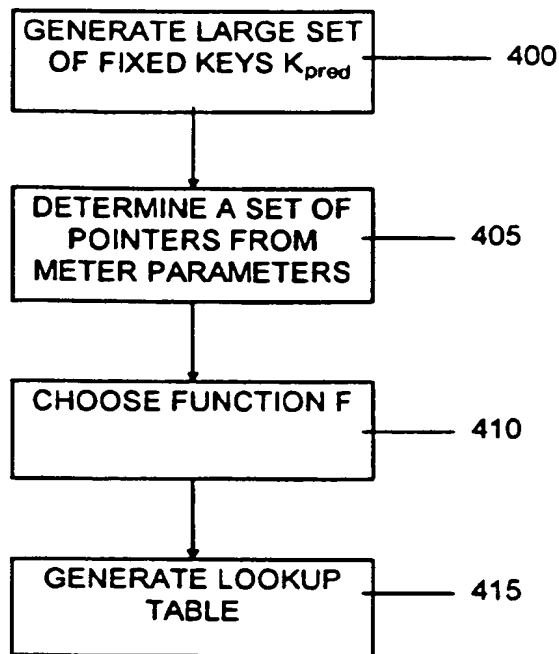 GENERATE LARGE SET
OF FIXED KEYS Kpred
400
DETERMINE A SET OF
POINTERS FROM
METER PARAMETERS
405
CHOOSE FUNCTION F
410
GENERATE LOOKUP
TABLE
415